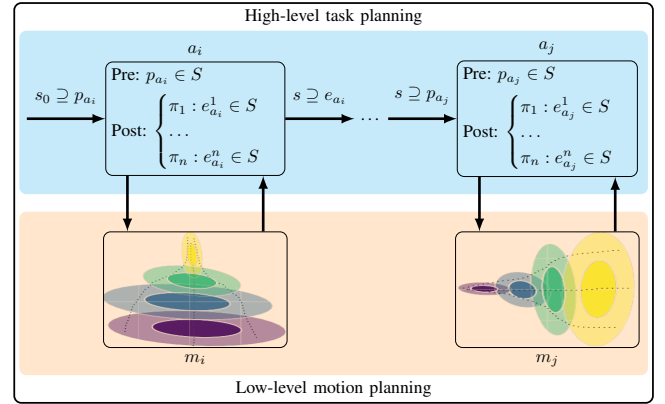 High-level task planning
a_i
a_j
Pre: p_{a_i} ∈ S
Pre: p_{a_j} ∈ S
s_0 ⊇ p_{a_i}
s ⊇ e_{a_i}
...
s ⊇ p_{a_j}
Post: { π_1 : e^1_{a_i} ∈ S
...
π_n : e^n_{a_i} ∈ S
Post: { π_1 : e^1_{a_j} ∈ S
...
π_n : e^n_{a_j} ∈ S
m_i
m_j
Low-level motion planning